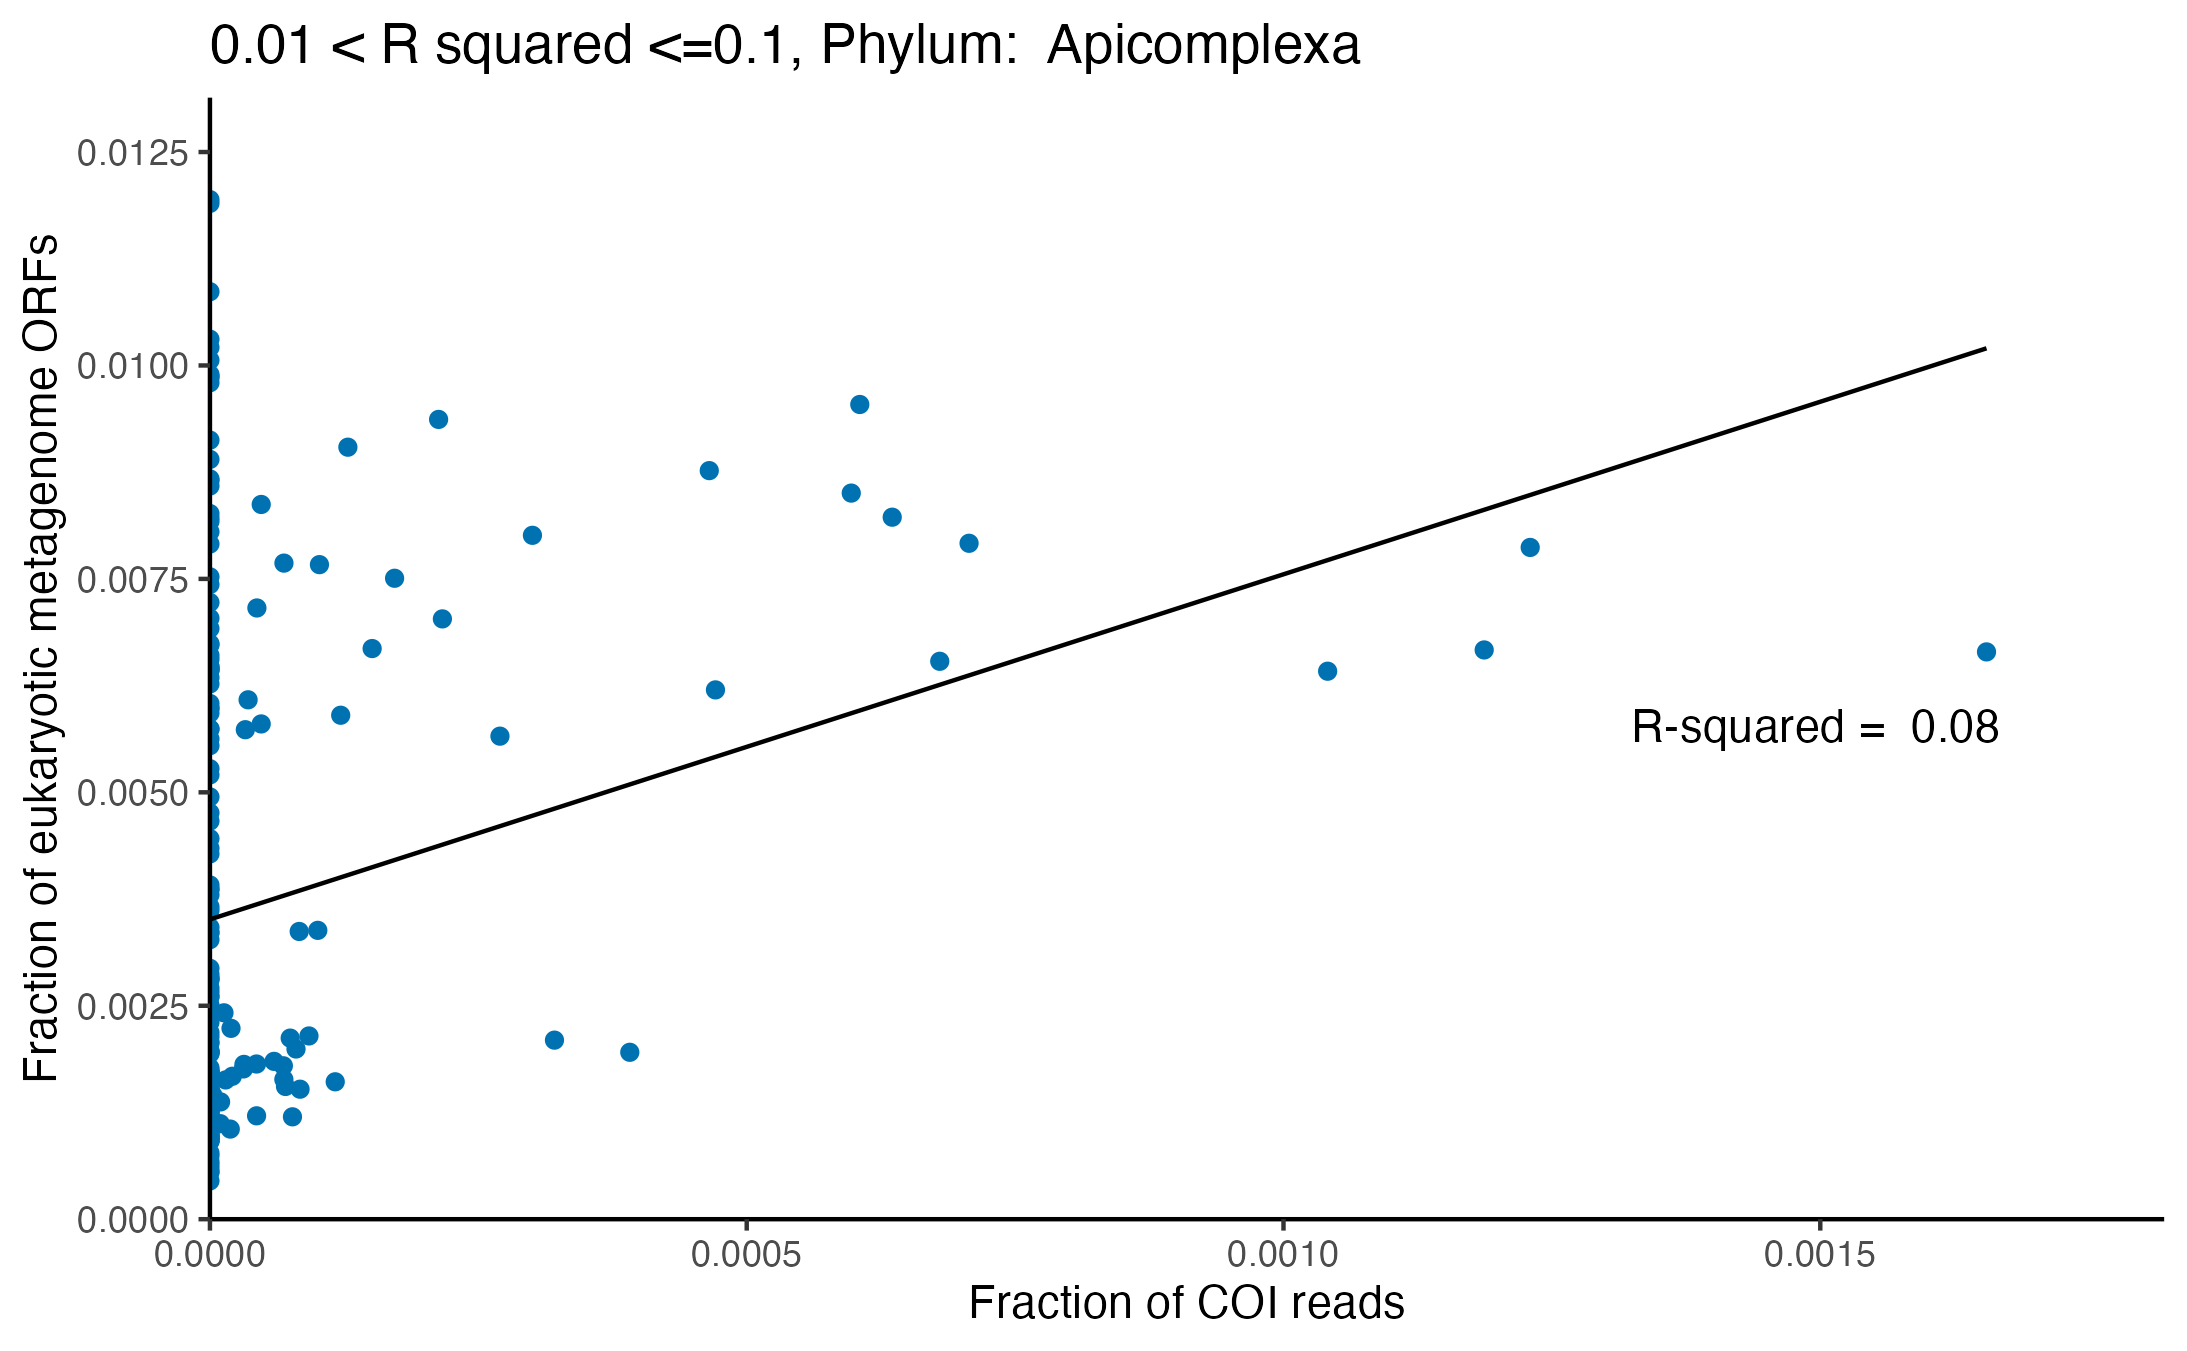 0.01 < R squared <=0.1, Phylum:  Apicomplexa
Fraction of eukaryotic metagenome ORFs
0.0125
0.0100
0.0075
0.0050
0.0025
0.0000
R-squared =  0.08
0.0000 0.0005 0.0010 0.0015
Fraction of COI reads